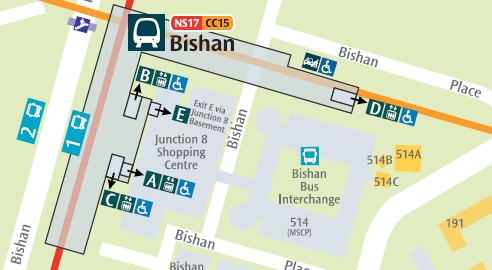 NS17 CC15
Bishan
Bishan
Place
B
D
E
Exit E via
Junction 8
Basement
2
1
Junction 8
Shopping
Centre
Bishan
514B
514A
514C
Bishan
Bus
Interchange
A
C
514
(MSCP)
191
Bishan
Bishan
Bishan